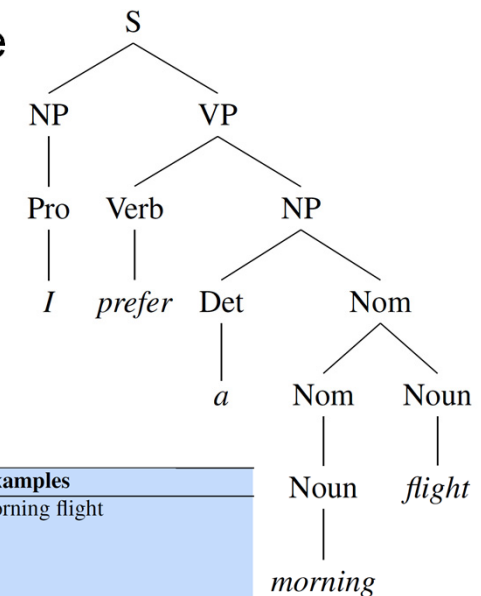 S
e
NP VP
Pro Verb NP
I prefer Det Nom
a Nom Noun
amples
Noun flight
rning flight
morning